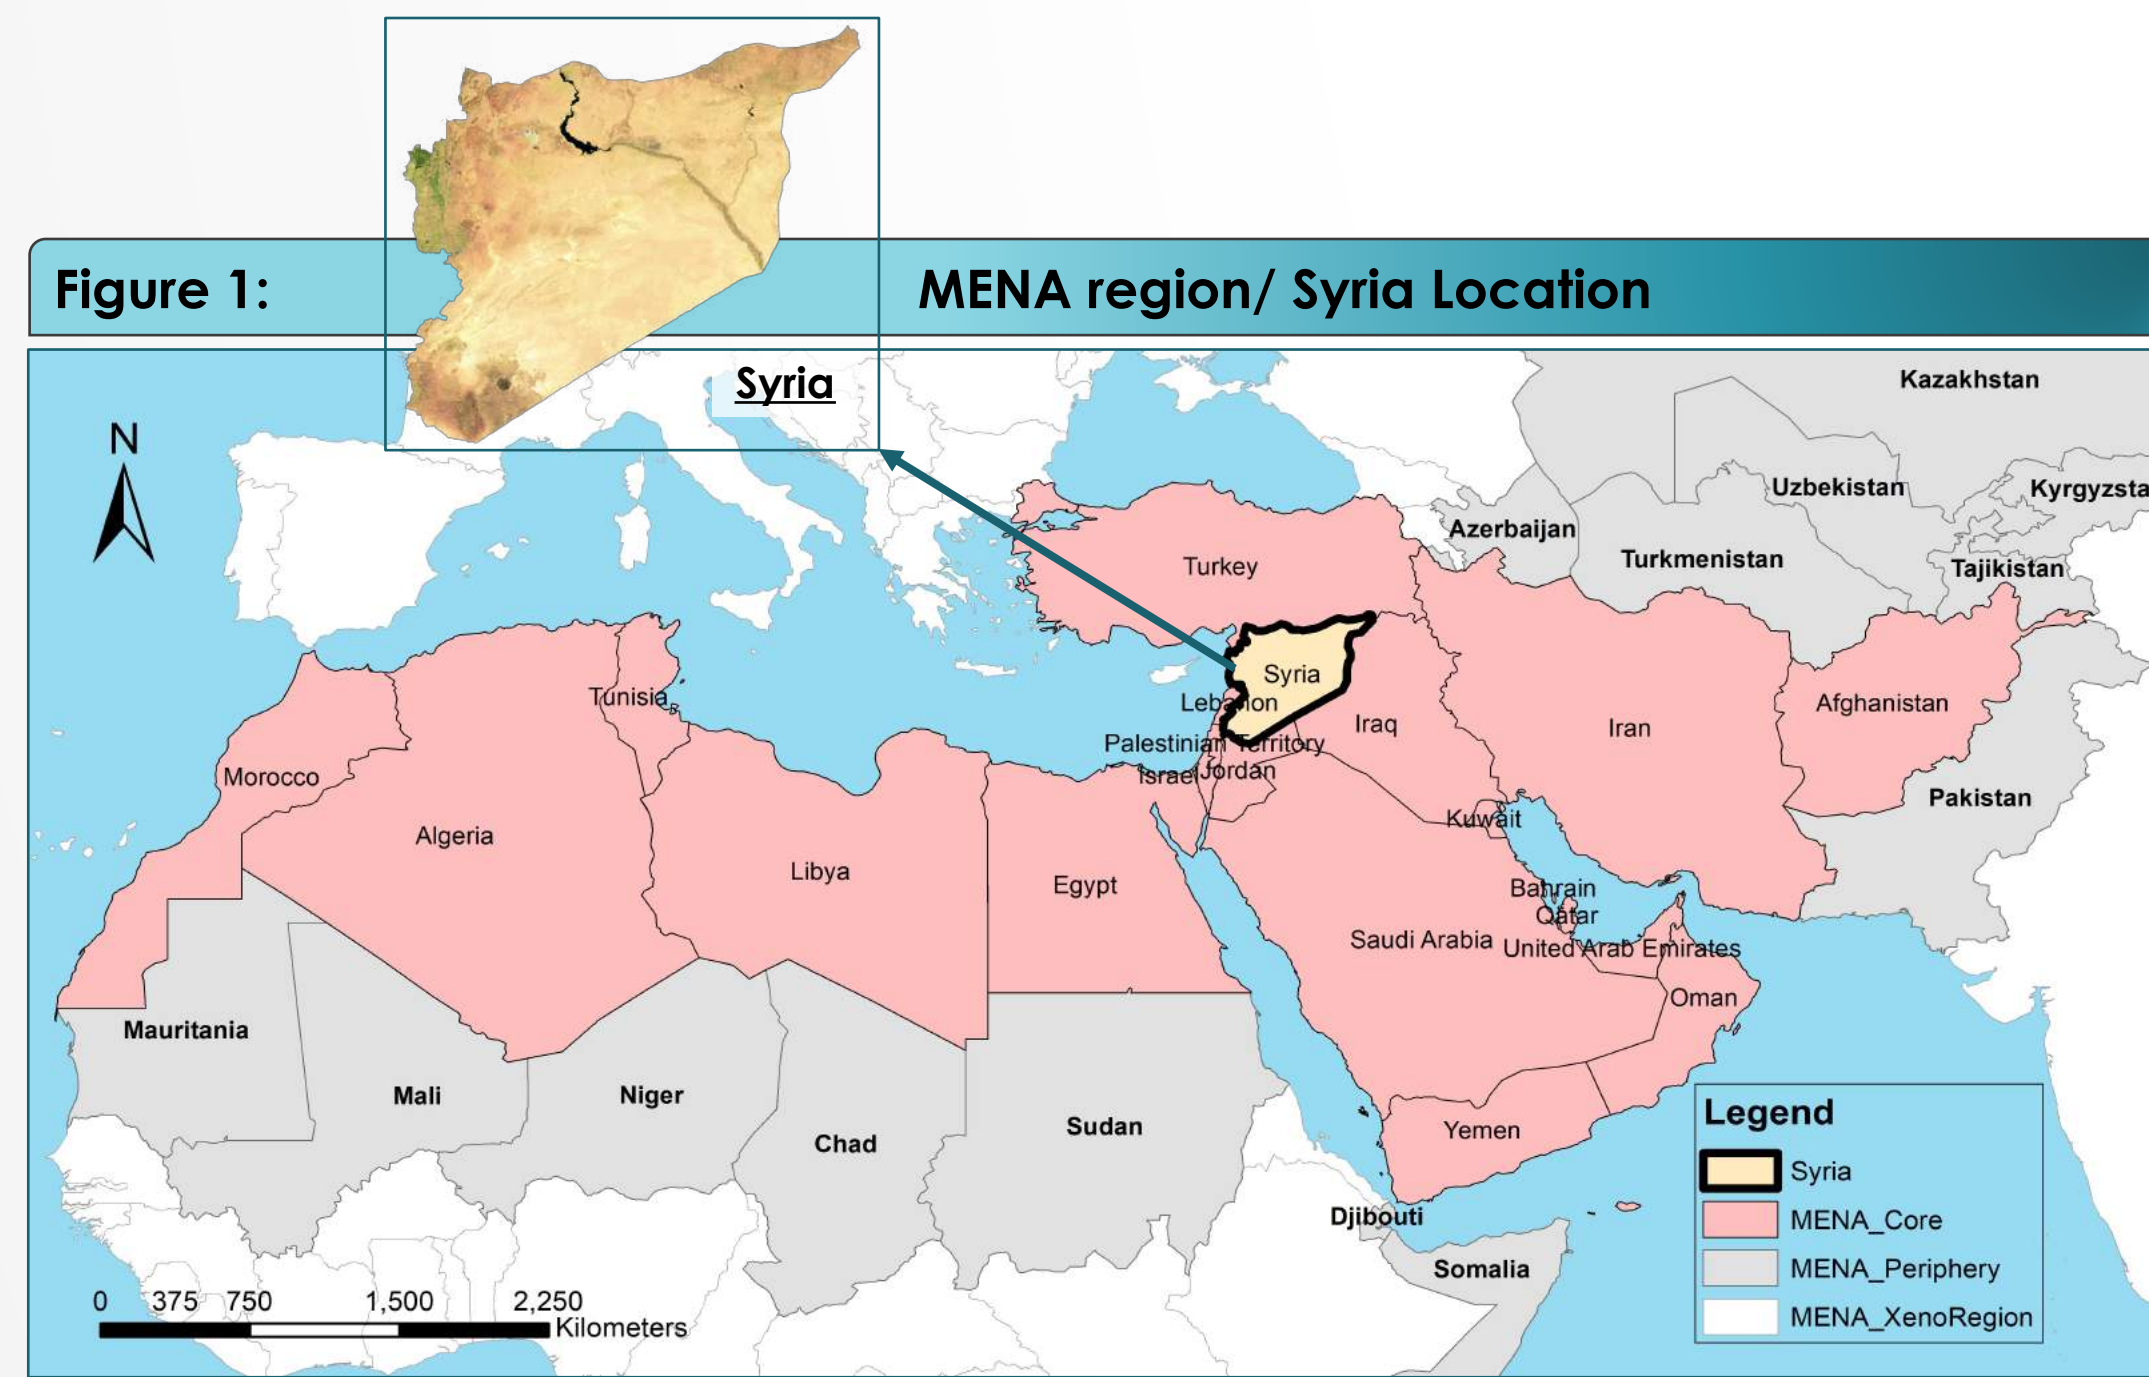 Figure 1:
MENA region/ Syria Location
Syria
N
Kazakhstan
Uzbekistan
Kyrgyzsta
Azerbaijan
Turkmenistan
Tajikistan
Turkey
Syria
Lebanon
Tunisia
Iraq
Iran
Afghanistan
Palestinian Territory
Israel
Jordan
Morocco
Pakistan
Kuwait
Algeria
Libya
Egypt
Bahrain
Qatar
Saudi Arabia
United Arab Emirates
Oman
Mauritania
Mali
Niger
Chad
Sudan
Yemen
Djibouti
Somalia
Legend
Syria
MENA_Core
MENA_Periphery
MENA_XenoRegion
0 375 750 1,500 2,250
Kilometers